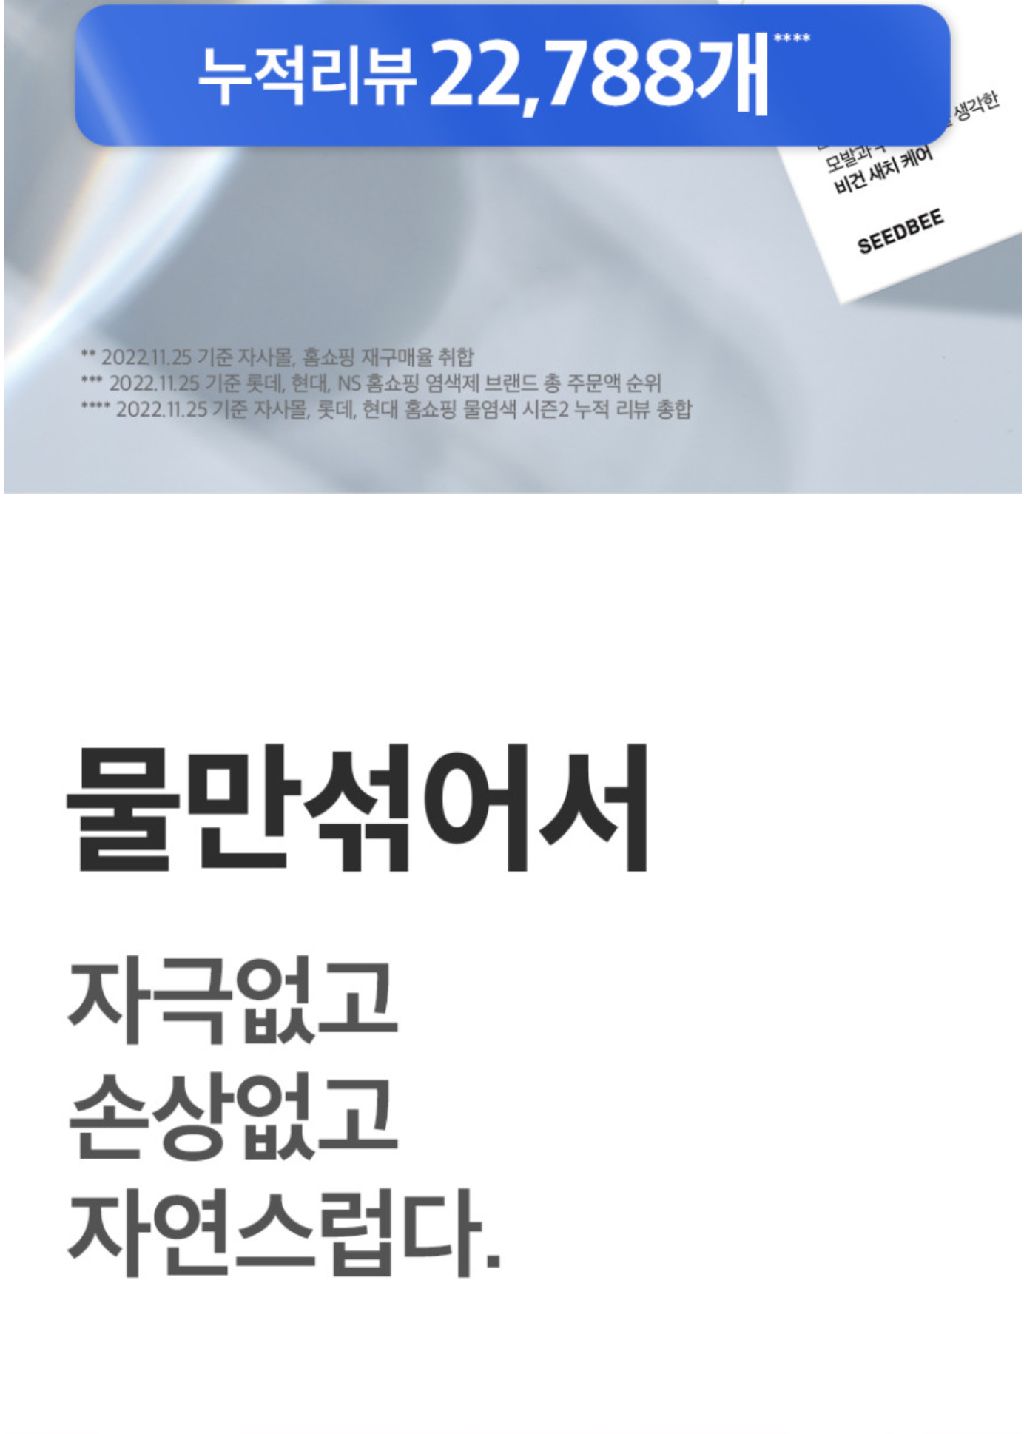 누적리뷰 22,788개****
생각한
모발과
비건 새치 케어
SEEDBEE
** 2022.11.25 기준 자사몰, 홈쇼핑 재구매율 취합
*** 2022.11.25 기준 롯데, 현대, NS 홈쇼핑 염색제 브랜드 총 주문액 순위
**** 2022.11.25 기준 자사몰, 롯데, 현대 홈쇼핑 물염색 시즌2 누적 리뷰 총합
물만섞어서
자극없고
손상없고
자연스럽다.